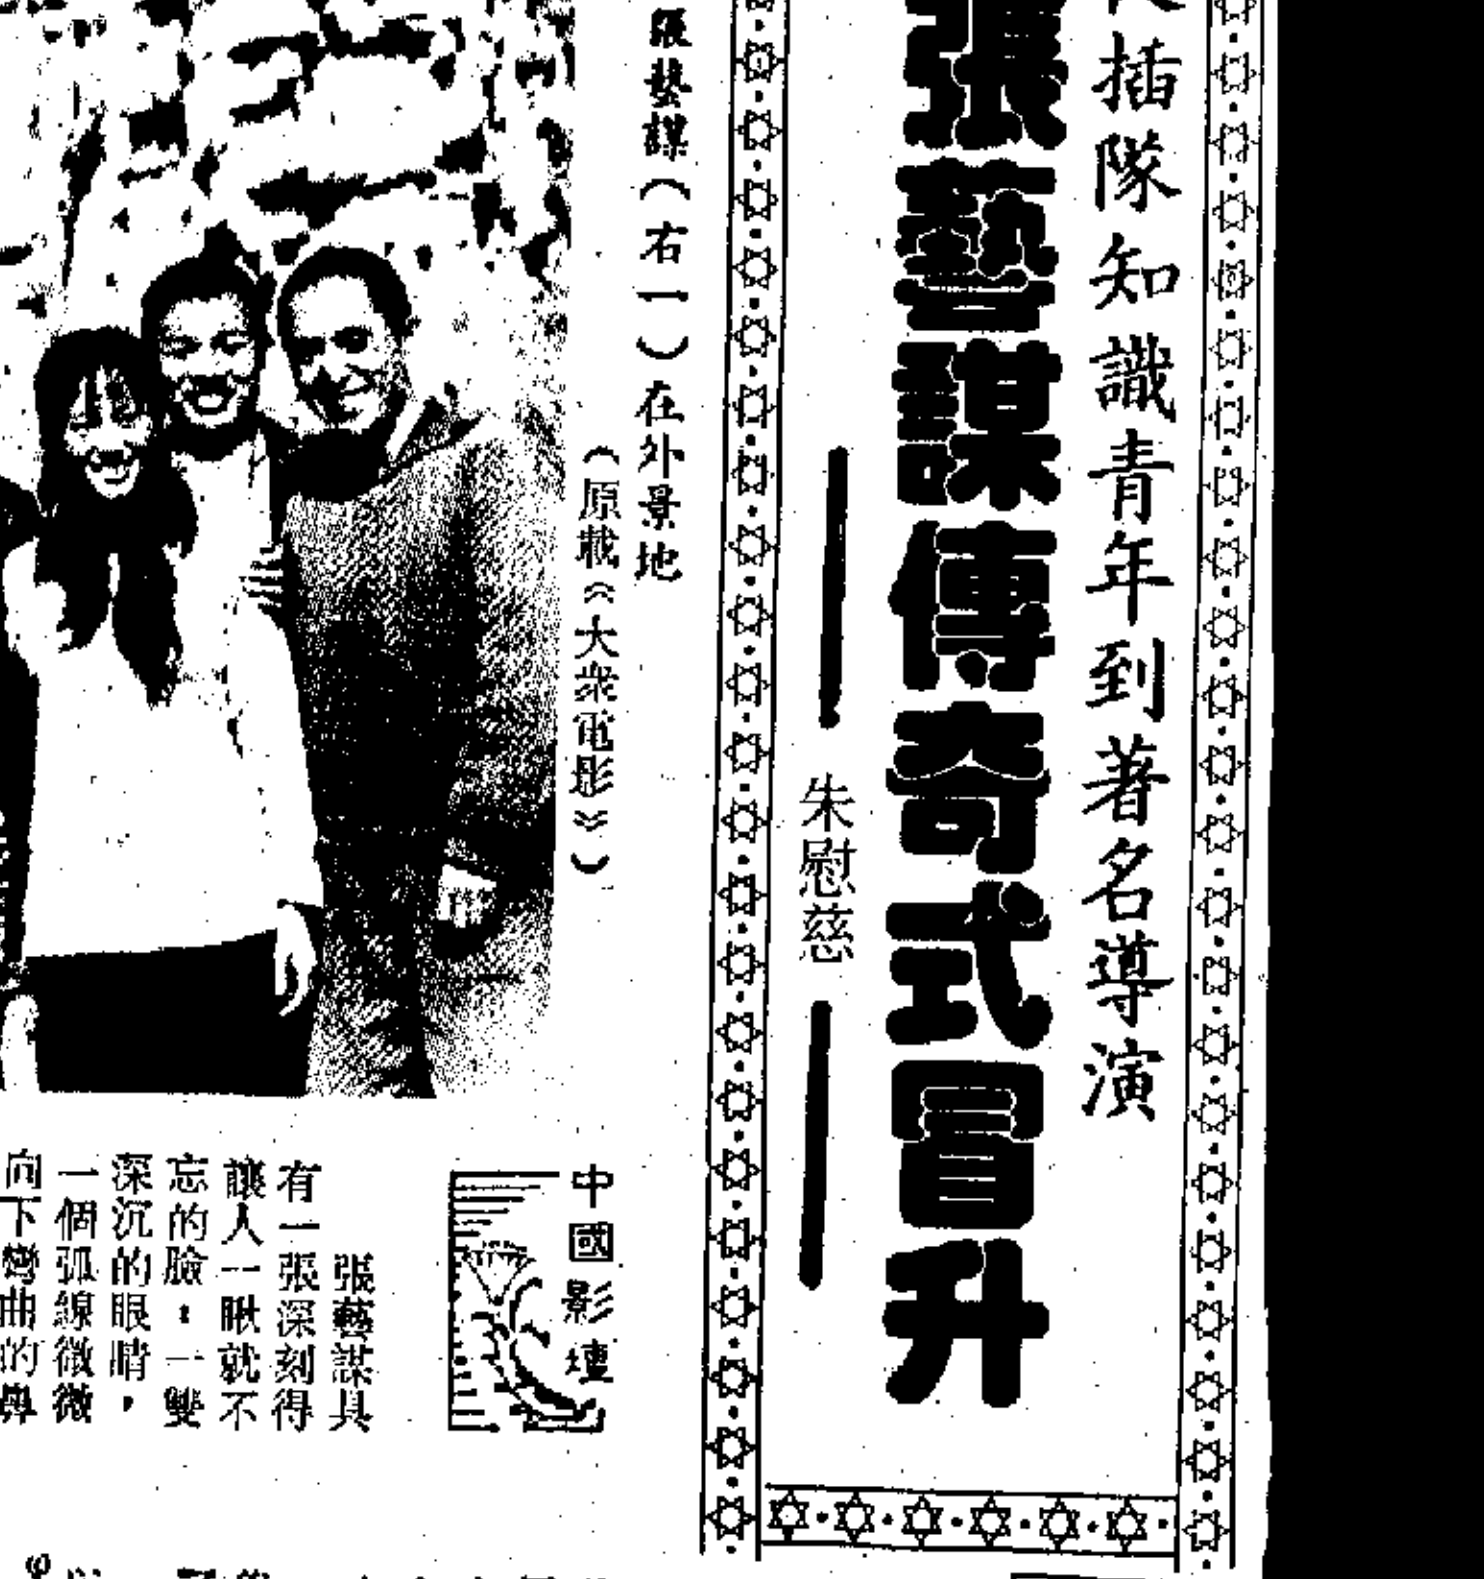 插隊知識青年到著名導演
張藝謀傳奇式冒升
朱慰慈
張藝謀（右一）在外景地
（原載《大衆電影》）
中國影壇
張藝謀具
有一張深刻得
讓人一瞅就不
忘的臉：一雙
深沉的眼睛，
一個弧線微微
向下彎曲的鼻